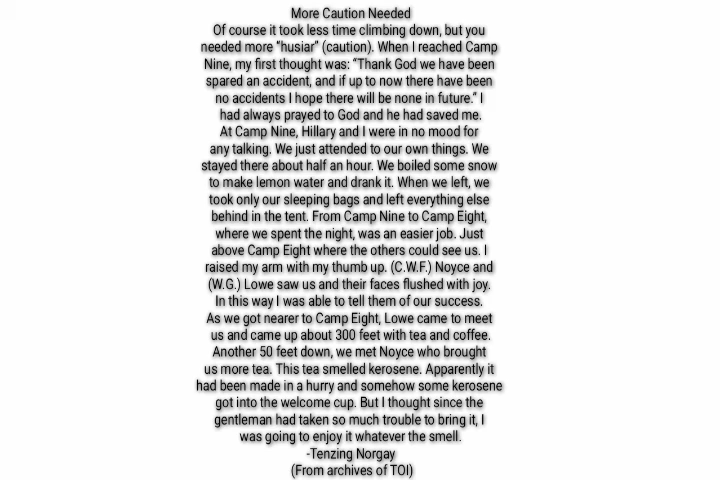 More Caution Needed
Of course it took less time climbing down, but you
needed more "husiar" (caution). When I reached Camp
Nine, my first thought was: "Thank God we have been
spared an accident, and if up to now there have been
no accidents I hope there will be none in future." I
had always prayed to God and he had saved me.
At Camp Nine, Hillary and I were in no mood for
any talking. We just attended to our own things. We
stayed there about half an hour. We boiled some snow
to make lemon water and drank it. When we left, we
took only our sleeping bags and left everything else
behind in the tent. From Camp Nine to Camp Eight,
where we spent the night, was an easier job. Just
above Camp Eight where the others could see us. I
raised my arm with my thumb up. (C.W.F.) Noyce and
(W.G.) Lowe saw us and their faces flushed with joy.
In this way I was able to tell them of our success.
As we got nearer to Camp Eight, Lowe came to meet
us and came up about 300 feet with tea and coffee.
Another 50 feet down, we met Noyce who brought
us more tea. This tea smelled kerosene. Apparently it
had been made in a hurry and somehow some kerosene
got into the welcome cup. But I thought since the
gentleman had taken so much trouble to bring it, I
was going to enjoy it whatever the smell.
-Tenzing Norgay
(From archives of TOI)